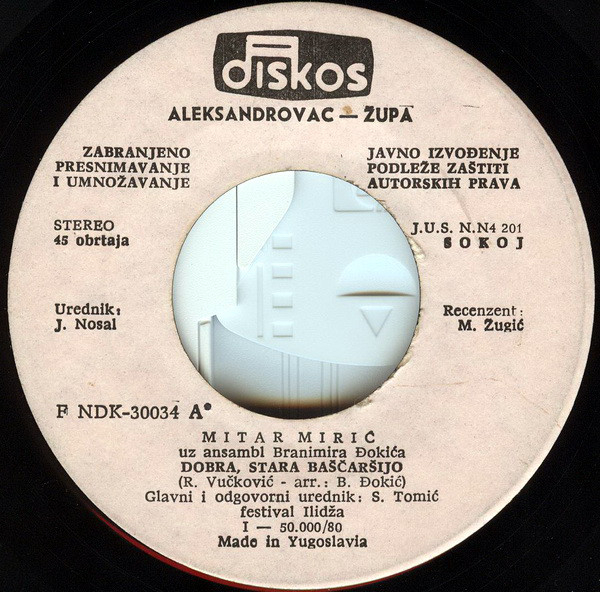 diskos
ALEKSANDROVAC — ŽUPA
ZABRANJENO
PRESNIMAVANJE
I UMNOŽAVANJE
JAVNO IZVOĐENJE
PODLEŽE ZAŠTITI
AUTORSKIH PRAVA
STEREO
45 obrtaja
J.U.S. N.N4 201
SOKOJ
Urednik:
J. Nosal
Recenzent:
M. Žugić
F NDK-30034 A•
MITAR MIRIĆ
uz ansambl Branimira Đokića
DOBRA, STARA BAŠČARŠIJO
(R. Vučković - arr.: B. Đokić)
Glavni i odgovorni urednik: S. Tomić
festival Ilidža
I — 50.000/80
Made in Yugoslavia